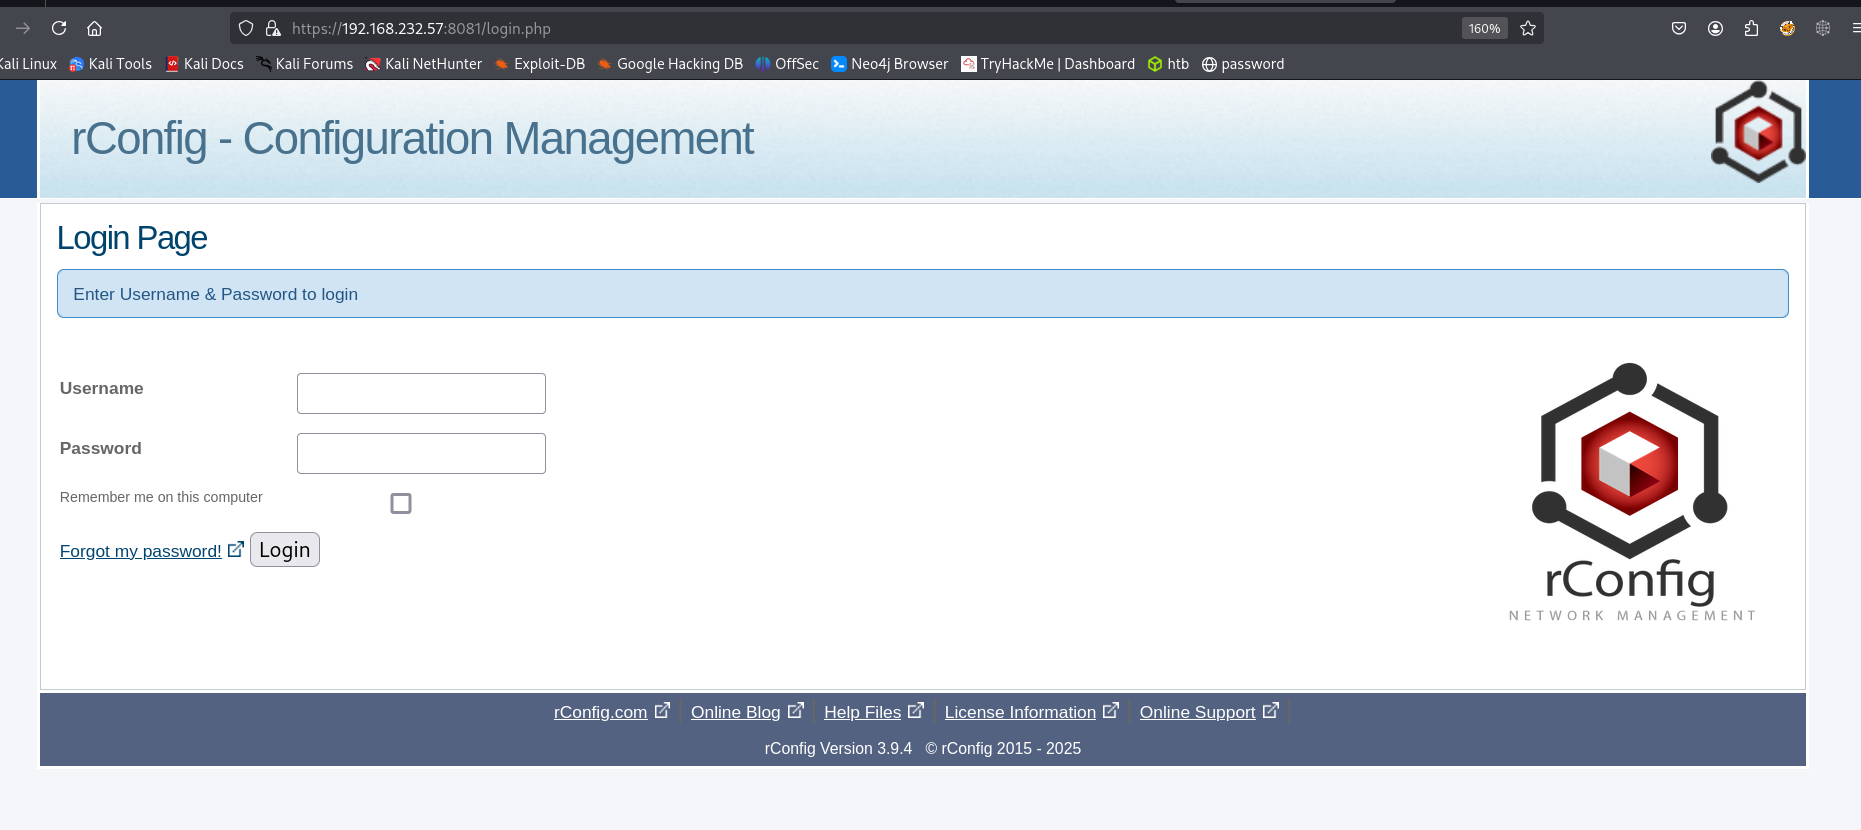 https://192.168.232.57:8081/login.php 160%
Kali Linux Kali Tools Kali Docs Kali Forums Kali NetHunter Exploit-DB Google Hacking DB OffSec Neo4j Browser TryHackMe | Dashboard htb password
rConfig - Configuration Management
Login Page
Enter Username & Password to login
Username
Password
Remember me on this computer
Forgot my password! Login
rConfig
NETWORK MANAGEMENT
rConfig.com Online Blog Help Files License Information Online Support
rConfig Version 3.9.4 © rConfig 2015 - 2025